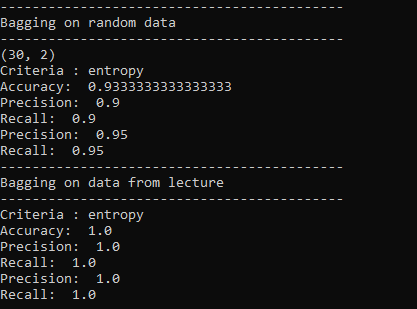 -------------------------------------------
Bagging on random data
-------------------------------------------
(30, 2)
Criteria : entropy
Accuracy:  0.9333333333333333
Precision:  0.9
Recall:  0.9
Precision:  0.95
Recall:  0.95
-------------------------------------------
Bagging on data from lecture
-------------------------------------------
Criteria : entropy
Accuracy:  1.0
Precision:  1.0
Recall:  1.0
Precision:  1.0
Recall:  1.0